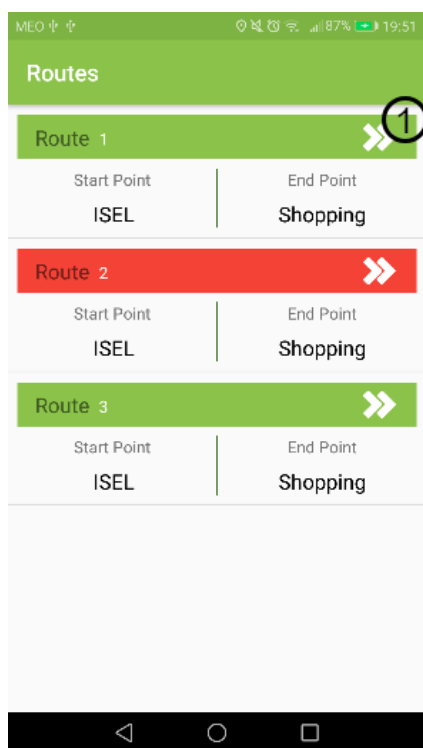 MEO 87% 19:51
Routes
1
Route 1
Start Point End Point
ISEL Shopping
Route 2
Start Point End Point
ISEL Shopping
Route 3
Start Point End Point
ISEL Shopping